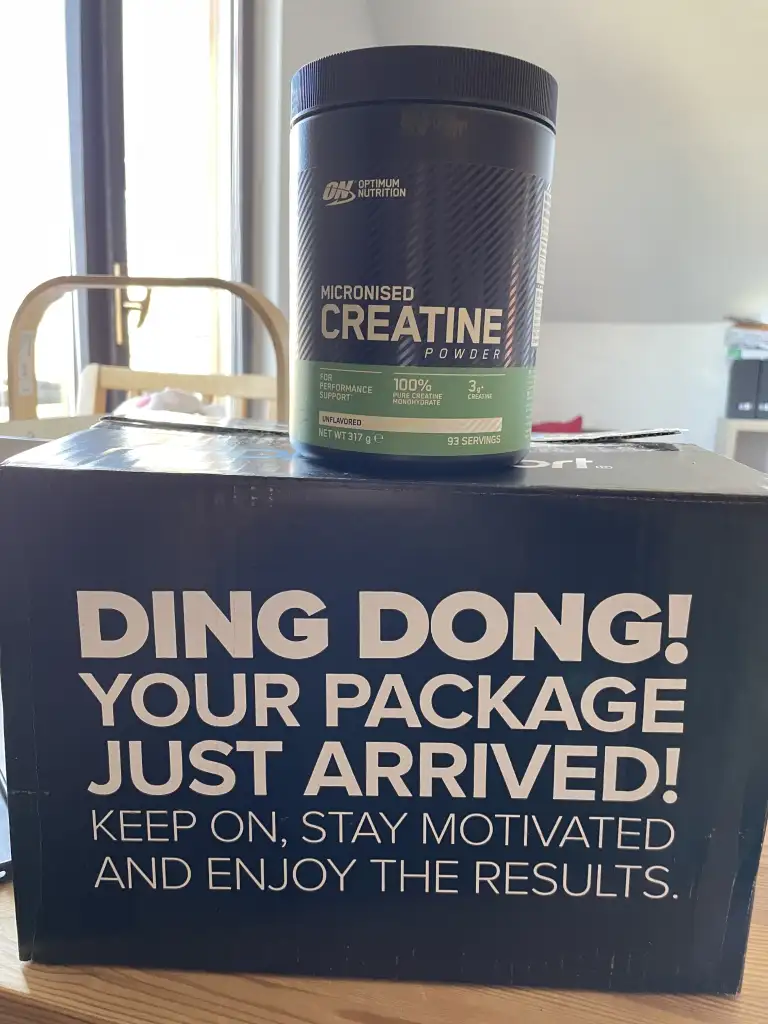 ON OPTIMUM
NUTRITION
MICRONISED
CREATINE
POWDER
FOR
PERFORMANCE
SUPPORT
100%
PURE CREATINE
MONOHYDRATE
3g*
CREATINE
UNFLAVORED
NET WT 317 g ℮
93 SERVINGS
DING DONG!
YOUR PACKAGE
JUST ARRIVED!
KEEP ON, STAY MOTIVATED
AND ENJOY THE RESULTS.